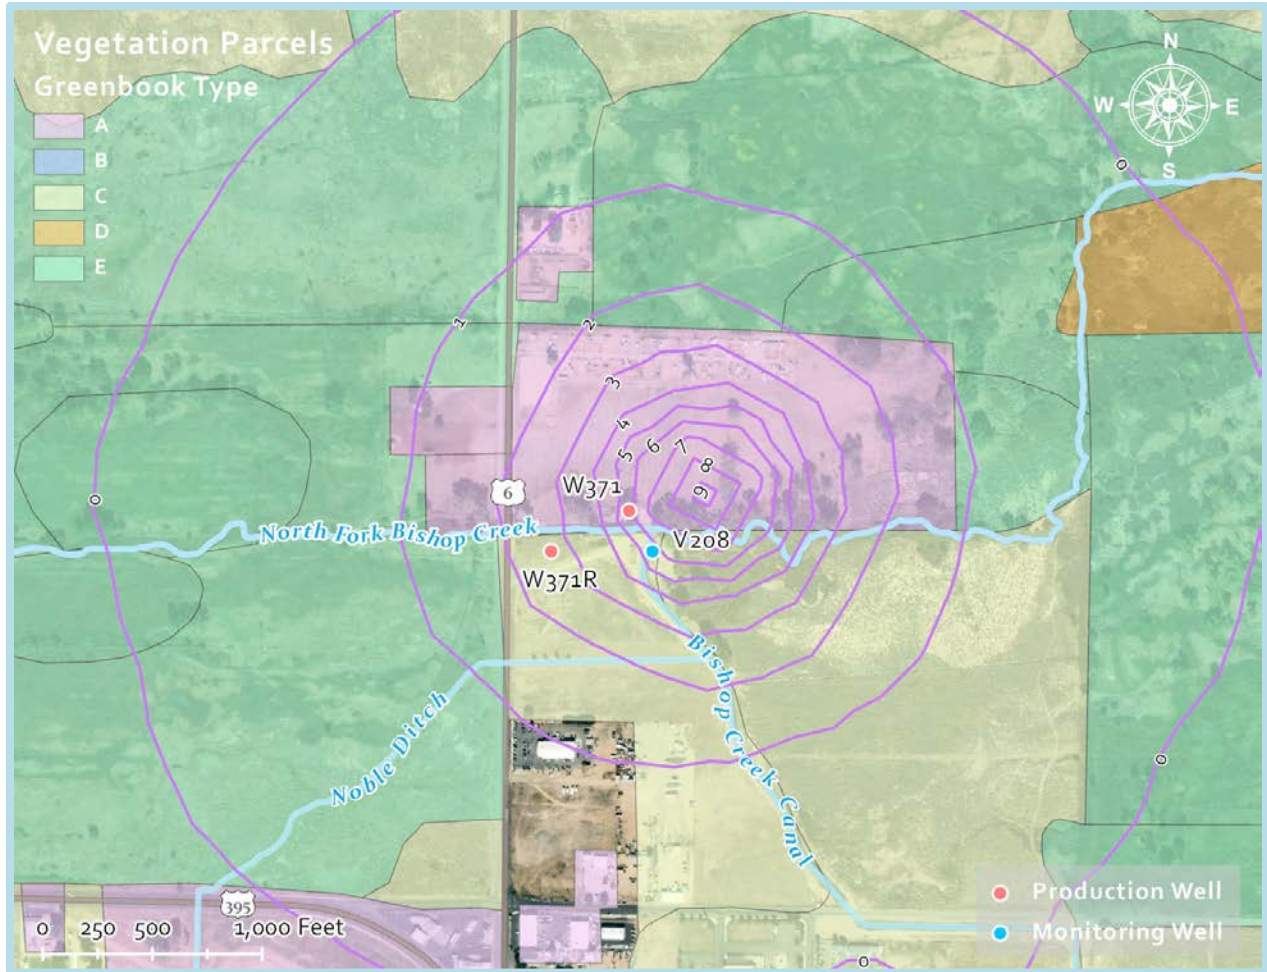 Vegetation Parcels
Greenbook Type
A
B
C
D
E
N
W E
S
0
1
2
3
4
5
6
7
8
9
0
W371
6
North Fork Bishop Creek
V208
W371R
Bishop Creek Canal
Noble Ditch
0
395
0 250 500 1,000 Feet
Production Well
Monitoring Well
0